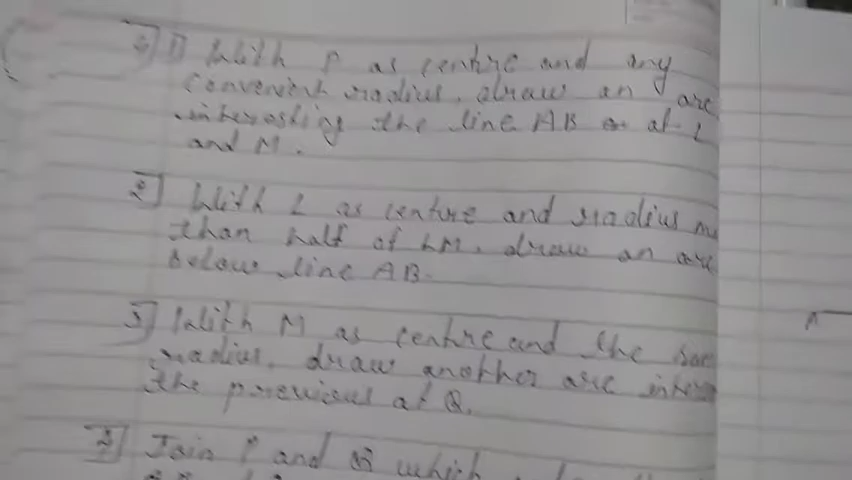 1] With P as centre and any
convenient radius, draw an arc
intersecting the line AB at L
and M.
2] With L as centre and radius
than half of LM, draw an arc
below line AB.
3] With M as centre and the
radius, draw another arc
the previous at Q.
Join P and Q which
A